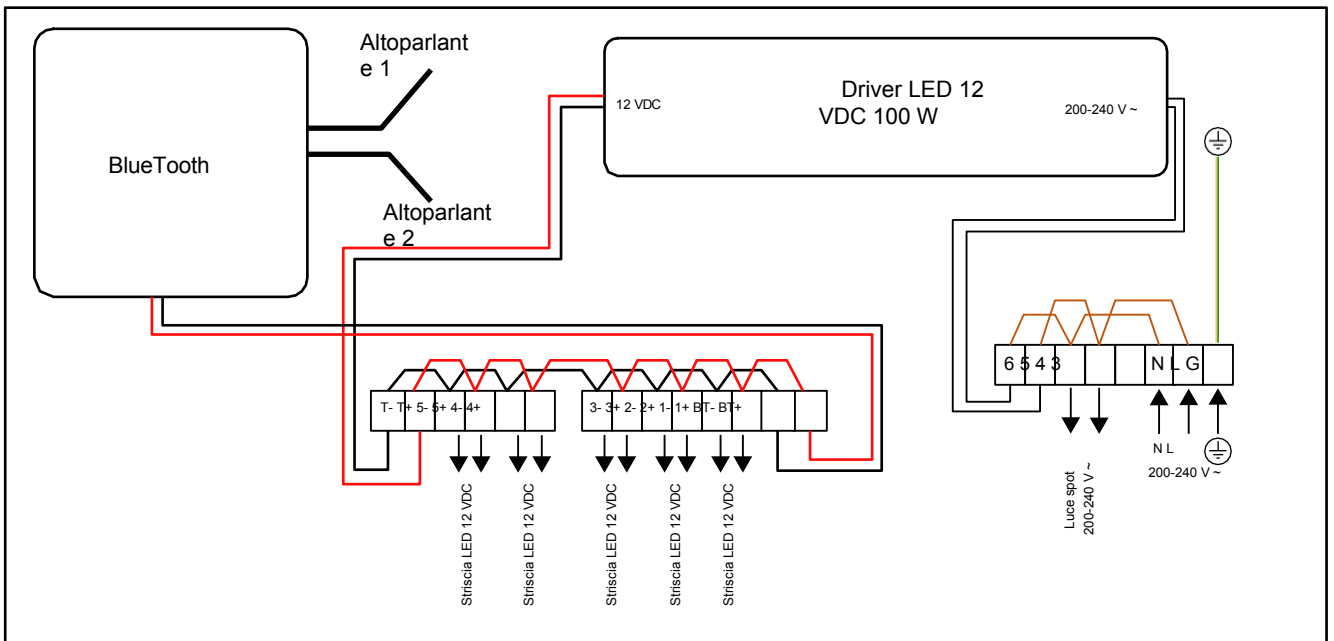 Altoparlant
e 1
BlueTooth
Altoparlant
e 2
Driver LED 12
VDC 100 W
12 VDC
200-240 V ~
T- T+ 5- 5+ 4- 4+
3- 3+ 2- 2+ 1- 1+ BT- BT+
6 5 4 3
N L G
Striscia LED 12 VDC
Striscia LED 12 VDC
Striscia LED 12 VDC
Striscia LED 12 VDC
Striscia LED 12 VDC
Luce spot
200-240 V ~
N L
200-240 V ~